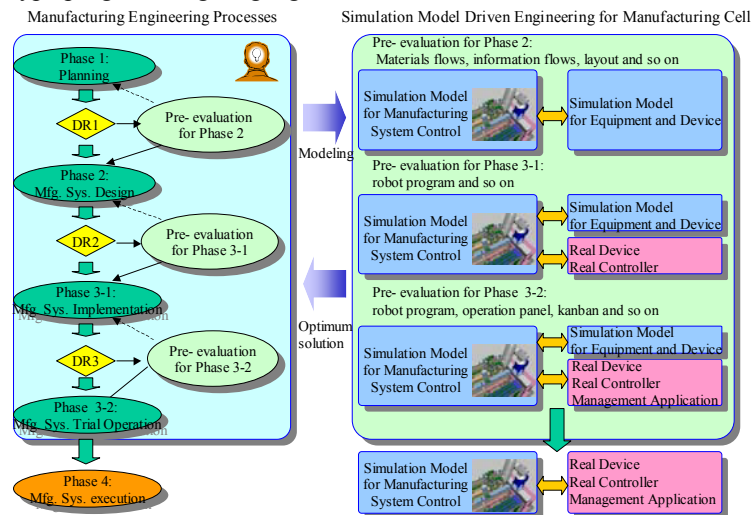 Manufacturing Engineering Processes
Phase 1:
Planning
DR1
Pre- evaluation
for Phase 2
Phase 2:
Mfg. Sys. Design
DR2
Pre- evaluation
for Phase 3-1
Phase 3-1:
Mfg. Sys. Implementation
DR3
Pre- evaluation
for Phase 3-2
Phase 3-2:
Mfg. Sys. Trial Operation
Phase 4:
Mfg. Sys. execution
Modeling
Optimum
solution
Simulation Model Driven Engineering for Manufacturing Cell
Pre- evaluation for Phase 2:
Materials flows, information flows, layout and so on
Simulation Model
for Manufacturing
System Control
Simulation Model
for Equipment and Device
Pre- evaluation for Phase 3-1:
robot program and so on
Simulation Model
for Manufacturing
System Control
Simulation Model
for Equipment and Device
Real Device
Real Controller
Pre- evaluation for Phase 3-2:
robot program, operation panel, kanban and so on
Simulation Model
for Manufacturing
System Control
Simulation Model
for Equipment and Device
Real Device
Real Controller
Management Application
Simulation Model
for Manufacturing
System Control
Real Device
Real Controller
Management Application